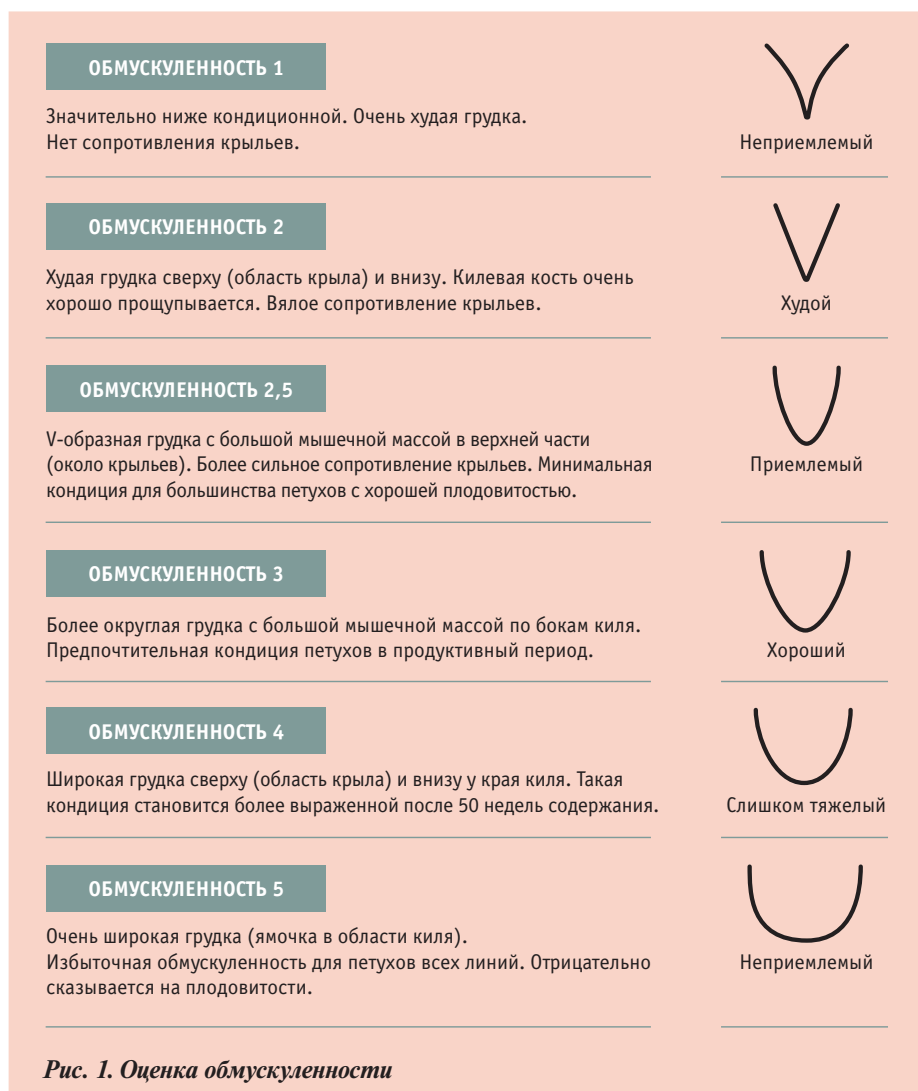 ОБМУСКУЛЕННОСТЬ 1
Значительно ниже кондиционной. Очень худая грудка.
Нет сопротивления крыльев.
Неприемлемый
ОБМУСКУЛЕННОСТЬ 2
Худая грудка сверху (область крыла) и внизу. Килевая кость очень
хорошо прощупывается. Вялое сопротивление крыльев.
Худой
ОБМУСКУЛЕННОСТЬ 2,5
V-образная грудка с большой мышечной массой в верхней части
(около крыльев). Более сильное сопротивление крыльев. Минимальная
кондиция для большинства петухов с хорошей плодовитостью.
Приемлемый
ОБМУСКУЛЕННОСТЬ 3
Более округлая грудка с большой мышечной массой по бокам киля.
Предпочтительная кондиция петухов в продуктивный период.
Хороший
ОБМУСКУЛЕННОСТЬ 4
Широкая грудка сверху (область крыла) и внизу у края киля. Такая
кондиция становится более выраженной после 50 недель содержания.
Слишком тяжелый
ОБМУСКУЛЕННОСТЬ 5
Очень широкая грудка (ямочка в области киля).
Избыточная обмускуленность для петухов всех линий. Отрицательно
сказывается на плодовитости.
Неприемлемый
Рис. 1. Оценка обмускуленности